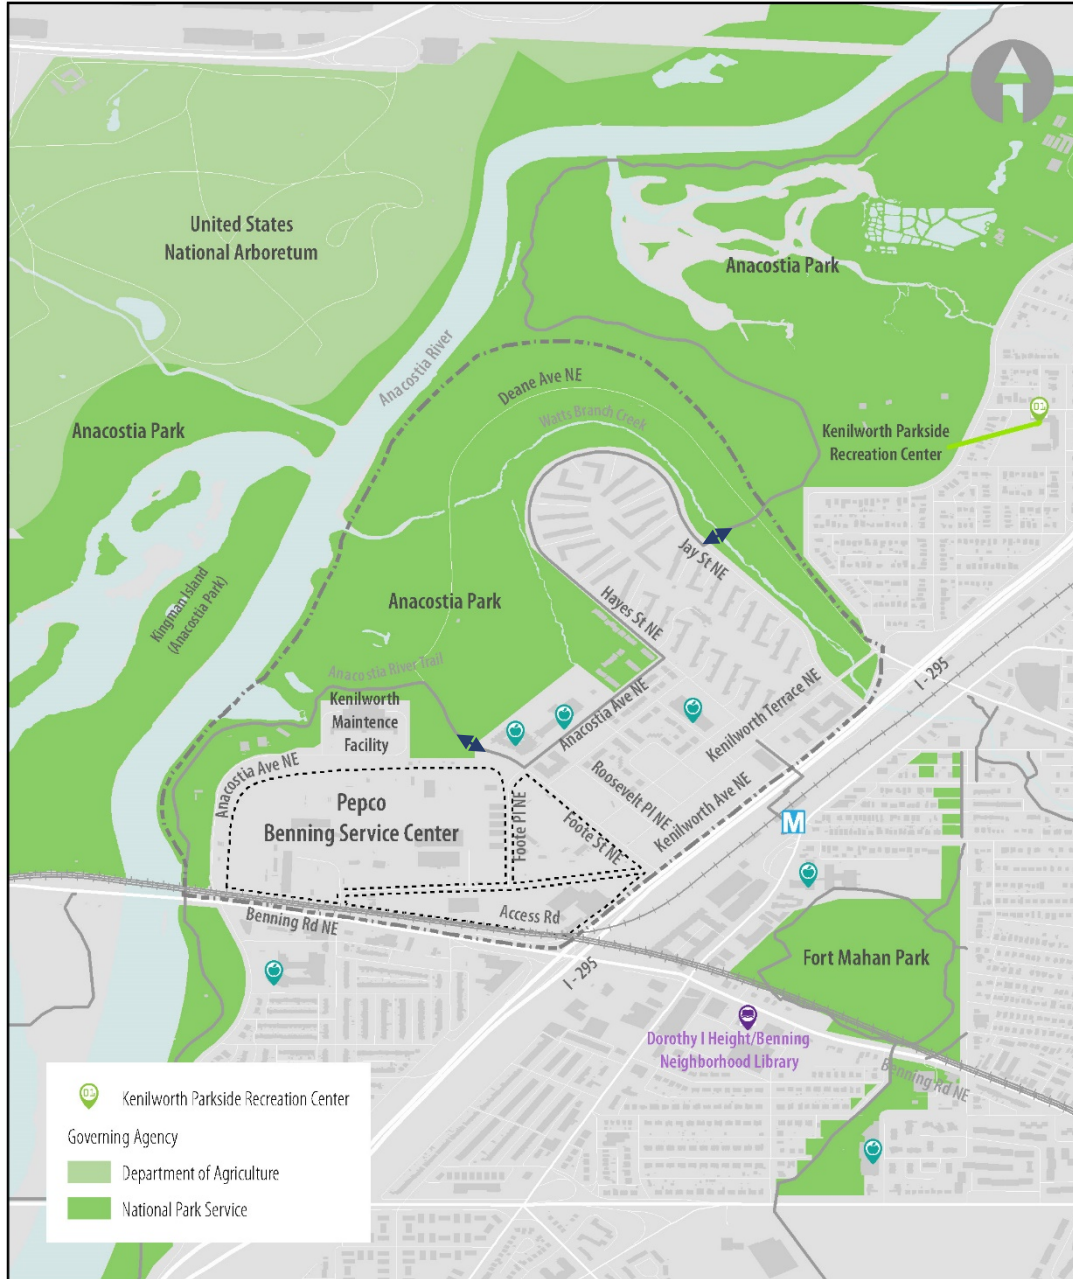 United States
National Arboretum
Anacostia Park
Anacostia River
Deane Ave NE
Watts Branch Creek
Anacostia Park
Kenilworth Parkside
Recreation Center
Jay St NE
Kingman Island
(Anacostia Park)
Anacostia Park
Hayes St NE
Anacostia River Trail
Kenilworth
Maintence
Facility
Anacostia Ave NE
Kenilworth Terrace NE
I - 295
Anacostia Ave NE
Roosevelt Pl NE
Kenilworth Ave NE
Pepco
Benning Service Center
Foote Pl NE
Foote St NE
M
Access Rd
Benning Rd NE
I - 295
Fort Mahan Park
Dorothy I Height/Benning
Neighborhood Library
Benning Rd NE
Kenilworth Parkside Recreation Center
Governing Agency
Department of Agriculture
National Park Service